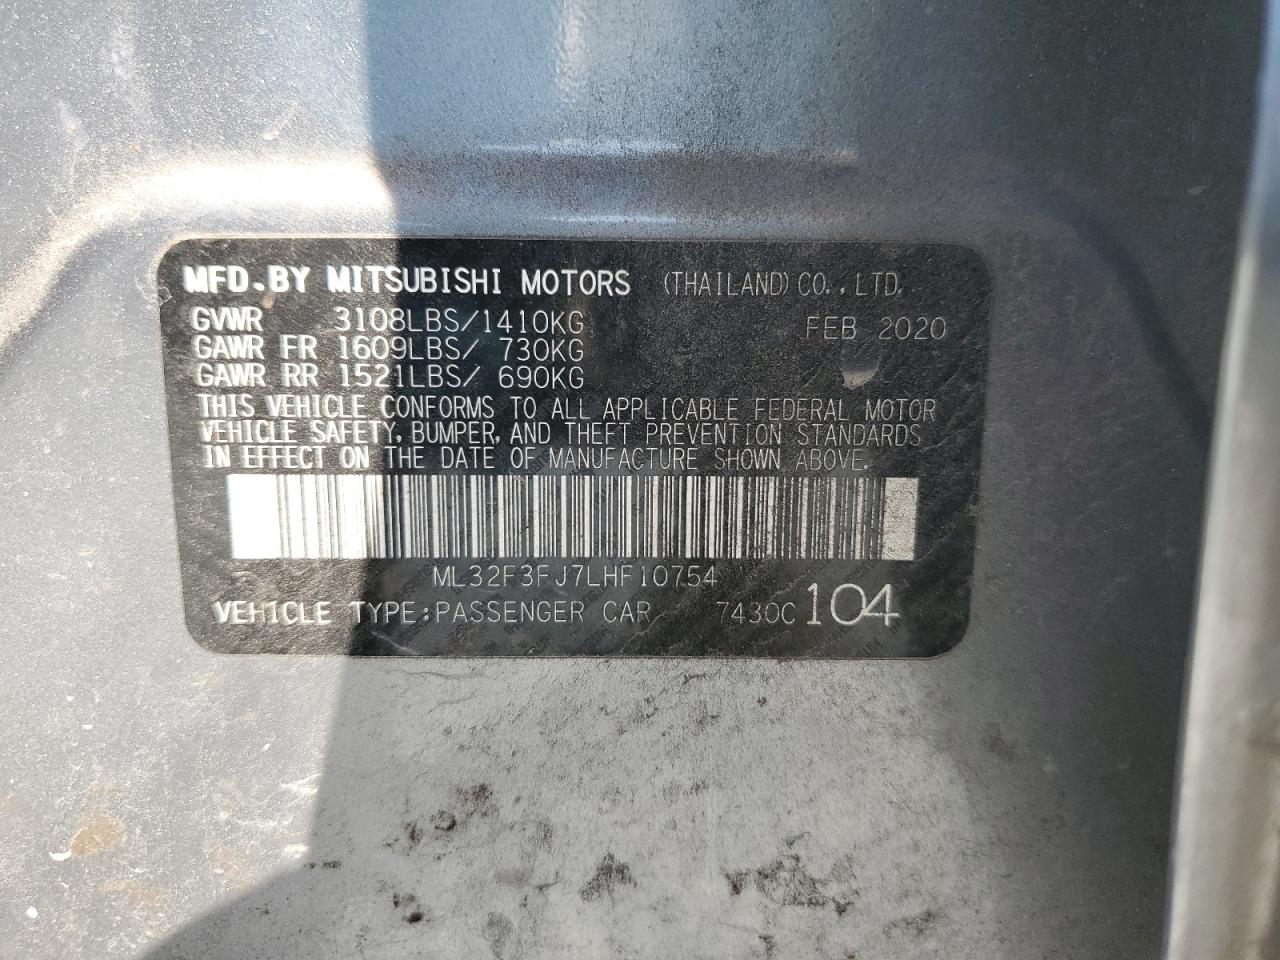 MFD.BY MITSUBISHI MOTORS (THAILAND) CO.,LTD.
GVWR 3108LBS/1410KG FEB 2020
GAWR FR 1609LBS/ 730KG
GAWR RR 1521LBS/ 690KG
THIS VEHICLE CONFORMS TO ALL APPLICABLE FEDERAL MOTOR
VEHICLE SAFETY, BUMPER, AND THEFT PREVENTION STANDARDS
IN EFFECT ON THE DATE OF MANUFACTURE SHOWN ABOVE.
ML32F3FJ7LHF10754
VEHICLE TYPE:PASSENGER CAR 7430C 104